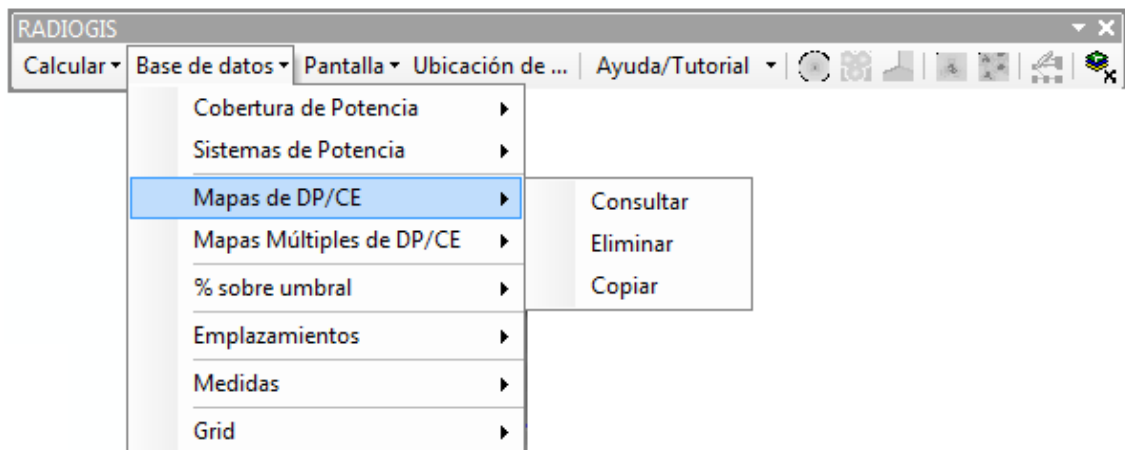 RADIOGIS
Calcular Base de datos Pantalla Ubicación de ... Ayuda/Tutorial
Cobertura de Potencia
Sistemas de Potencia
Mapas de DP/CE Consultar
Mapas Múltiples de DP/CE Eliminar
% sobre umbral Copiar
Emplazamientos
Medidas
Grid